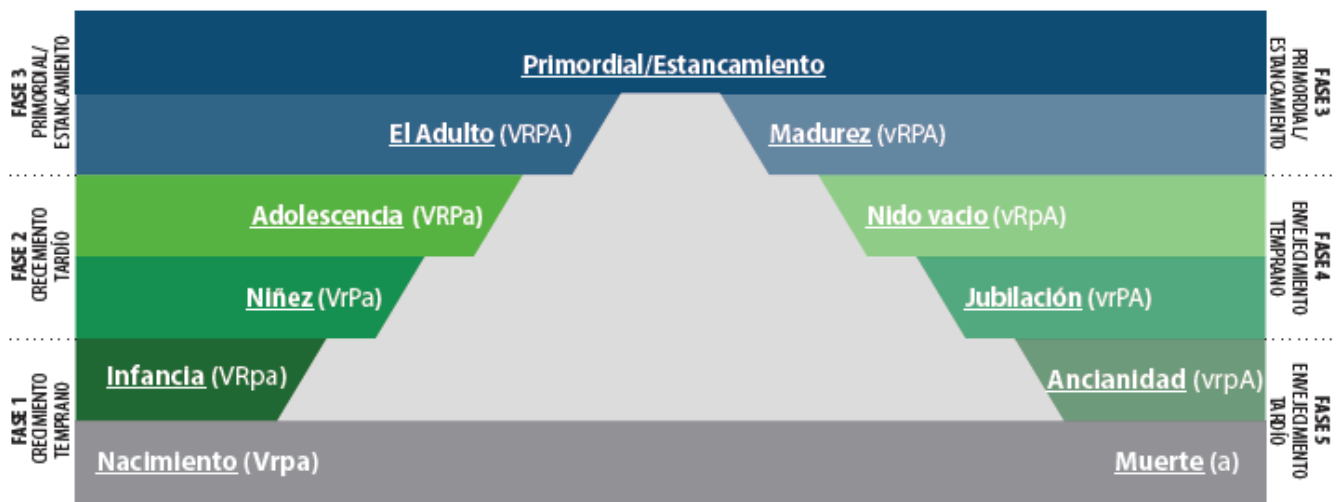 FASE 3
PRIMORDIAL/
ESTANCAMIENTO
Primordial/Estancamiento
FASE 3
PRIMORDIAL/
ESTANCAMIENTO
El Adulto (VRPA)
Madurez (vRPA)
FASE 2
CRECEMIENTO
TARDÍO
Adolescencia (VRPa)
Nido vacio (vRpA)
FASE 4
ENVEJECIMIENTO
TEMPRANO
Niñez (VrPa)
Jubilación (vrPA)
FASE 1
CRECIMIENTO
TEMPRANO
Infancia (VRpa)
Ancianidad (vrpA)
FASE 5
ENVEJECIMIENTO
TARDÍO
Nacimiento (Vrpa)
Muerte (a)